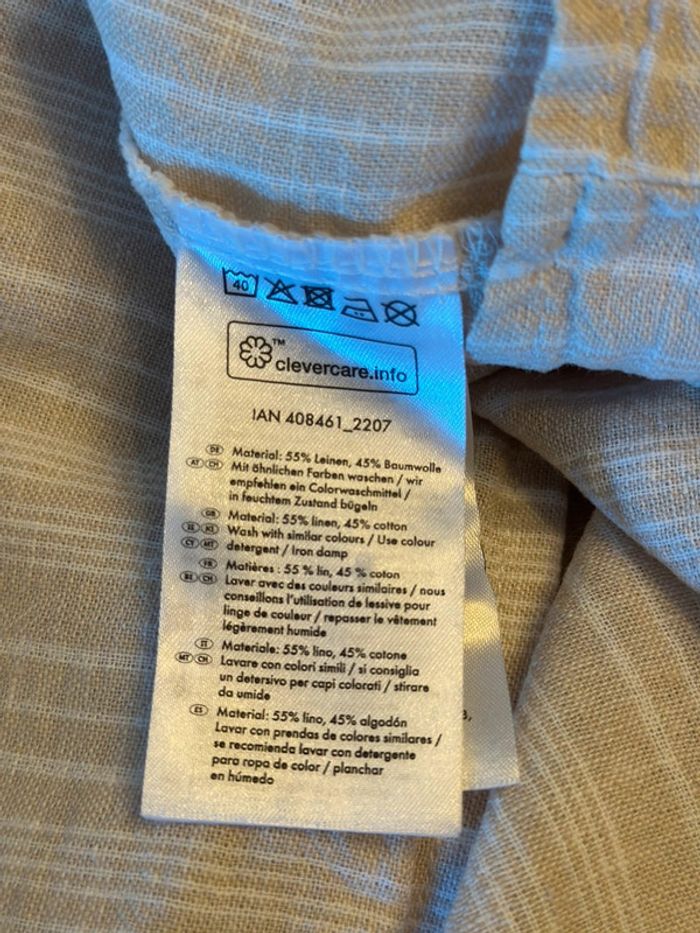 40
™
clevercare.info
IAN 408461_2207
DE Material: 55% Leinen, 45% Baumwolle
AT CH Mit ähnlichen Farben waschen / wir
empfehlen ein Colorwaschmittel /
in feuchtem Zustand bügeln
GB Material: 55% linen, 45% cotton
IE NI Wash with similar colours / Use colour
CY MT detergent / Iron damp
FR Matières : 55 % lin, 45 % coton
BE CH Laver avec des couleurs similaires / nous
conseillons l'utilisation de lessive pour
linge de couleur / repasser le vêtement
légèrement humide
IT Materiale: 55% lino, 45% cotone
MT CH Lavare con colori simili / si consiglia
un detersivo per capi colorati / stirare
da umide
ES Material: 55% lino, 45% algodón
Lavar con prendas de colores similares /
se recomienda lavar con detergente
para ropa de color / planchar
en húmedo